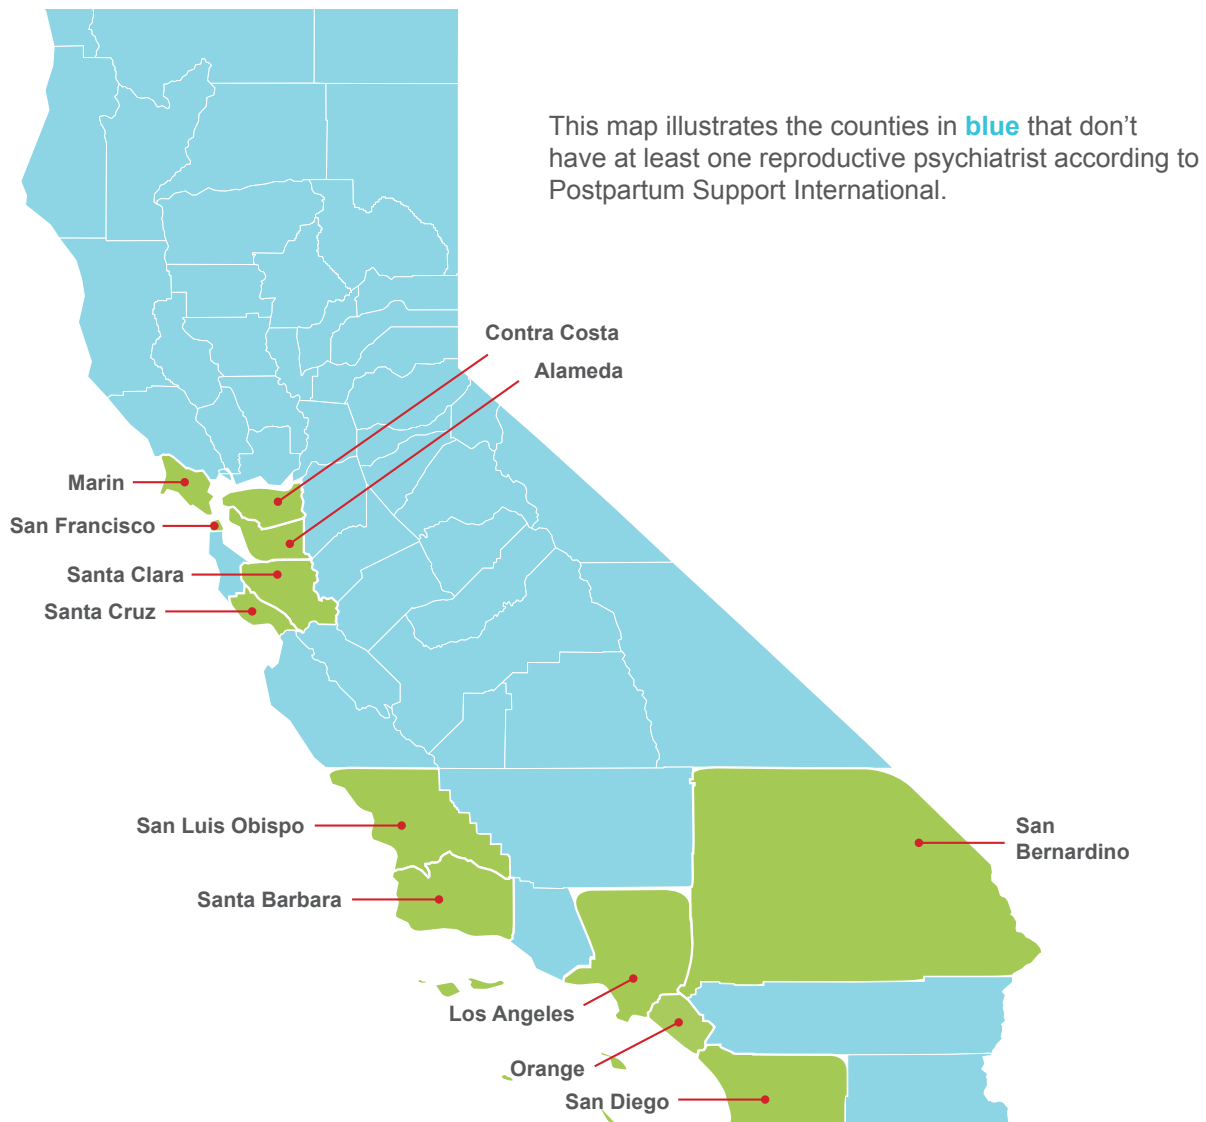 This map illustrates the counties in blue that don’t
have at least one reproductive psychiatrist according to
Postpartum Support International.
Contra Costa
Alameda
Marin
San Francisco
Santa Clara
Santa Cruz
San Luis Obispo
San
Bernardino
Santa Barbara
Los Angeles
Orange
San Diego